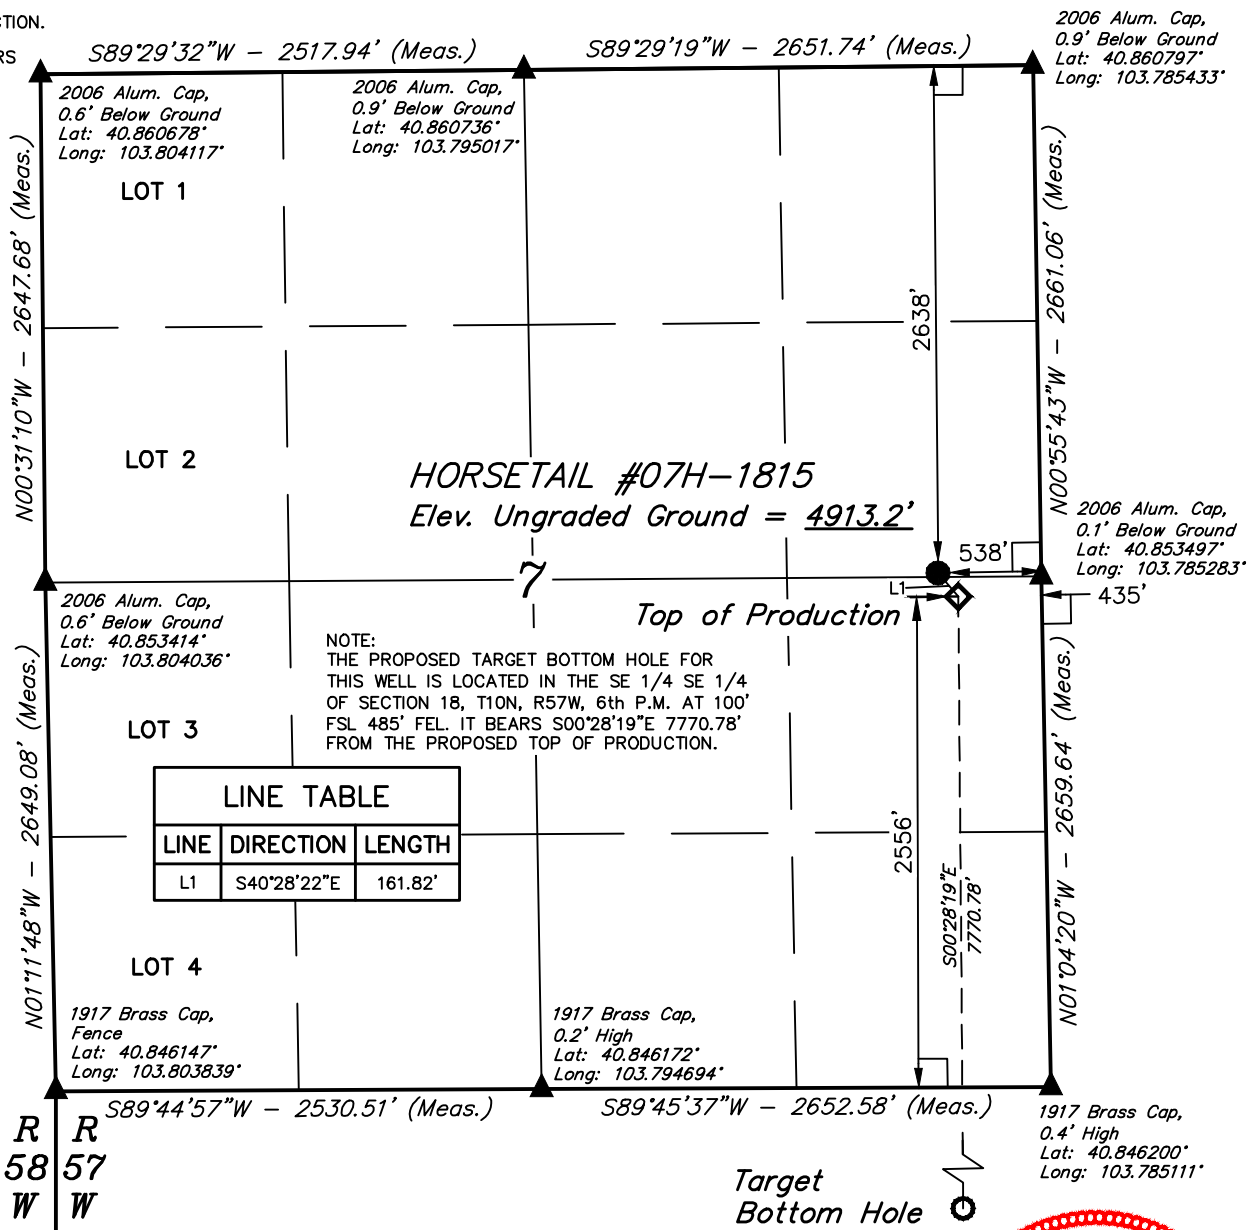 CTION.
RS
S89°29'32"W - 2517.94' (Meas.)
S89°29'19"W - 2651.74' (Meas.)
2006 Alum. Cap,
0.9' Below Ground
Lat: 40.860797°
Long: 103.785433°
2006 Alum. Cap,
0.6' Below Ground
Lat: 40.860678°
Long: 103.804117°
2006 Alum. Cap,
0.9' Below Ground
Lat: 40.860736°
Long: 103.795017°
LOT 1
N00°31'10"W - 2647.68' (Meas.)
2638'
N00°55'43"W - 2661.06' (Meas.)
LOT 2
HORSETAIL #07H-1815
Elev. Ungraded Ground = 4913.2'
2006 Alum. Cap,
0.1' Below Ground
Lat: 40.853497°
Long: 103.785283°
538'
7
L1
435'
Top of Production
2006 Alum. Cap,
0.6' Below Ground
Lat: 40.853414°
Long: 103.804036°
NOTE:
THE PROPOSED TARGET BOTTOM HOLE FOR
THIS WELL IS LOCATED IN THE SE 1/4 SE 1/4
OF SECTION 18, T10N, R57W, 6th P.M. AT 100'
FSL 485' FEL. IT BEARS S00°28'19"E 7770.78'
FROM THE PROPOSED TOP OF PRODUCTION.
N01°11'48"W - 2649.08' (Meas.)
LOT 3
LINE TABLE
LINE DIRECTION LENGTH
L1 S40°28'22"E 161.82'
2556'
S00°28'19"E
7770.78'
N01°04'20"W - 2659.64' (Meas.)
LOT 4
1917 Brass Cap,
Fence
Lat: 40.846147°
Long: 103.803839°
1917 Brass Cap,
0.2' High
Lat: 40.846172°
Long: 103.794694°
S89°44'57"W - 2530.51' (Meas.)
S89°45'37"W - 2652.58' (Meas.)
1917 Brass Cap,
0.4' High
Lat: 40.846200°
Long: 103.785111°
R R
58 57
W W
Target
Bottom Hole